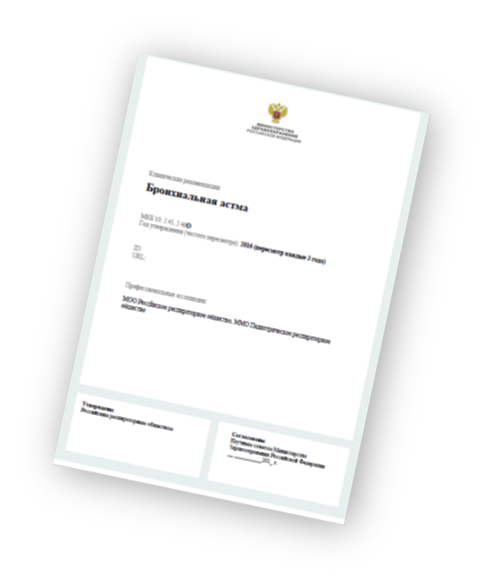 МИНИСТЕРСТВО
ЗДРАВООХРАНЕНИЯ
РОССИЙСКОЙ ФЕДЕРАЦИИ
Клинические рекомендации
Бронхиальная астма
МКБ 10: J 45, J 46
Год утверждения (частота пересмотра): 2016 (пересмотр каждые 3 года)
ID:
URL:
Профессиональные ассоциации:
МОО Российское респираторное общество, ММО Педиатрическое респираторное
общество
Утверждены
Российским респираторным обществом
Согласованы
Научным советом Министерства
Здравоохранения Российской Федерации
__ __________201_ г.